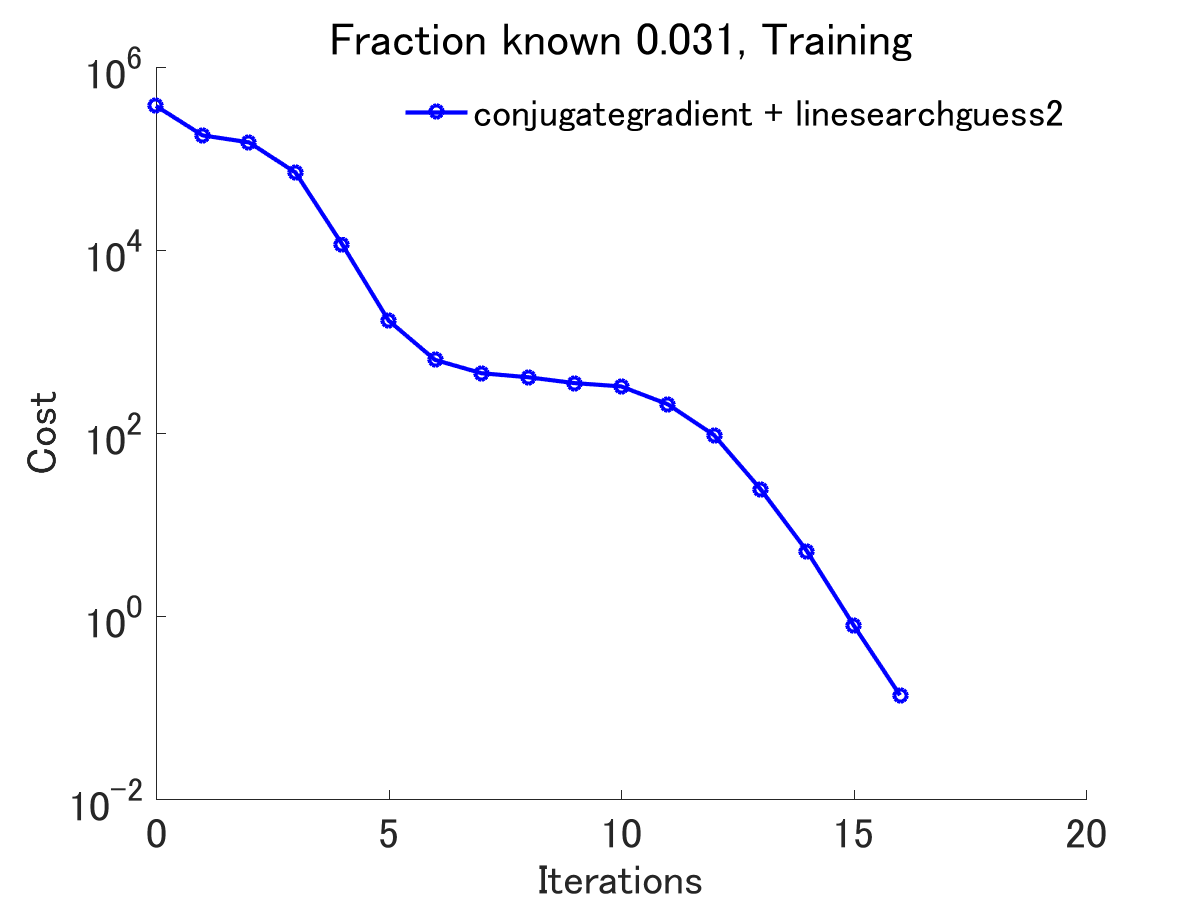 Fraction known 0.031, Training
conjugategradient + linesearchguess2
10^6
10^4
10^2
10^0
10^−2
Cost
0 5 10 15 20
Iterations